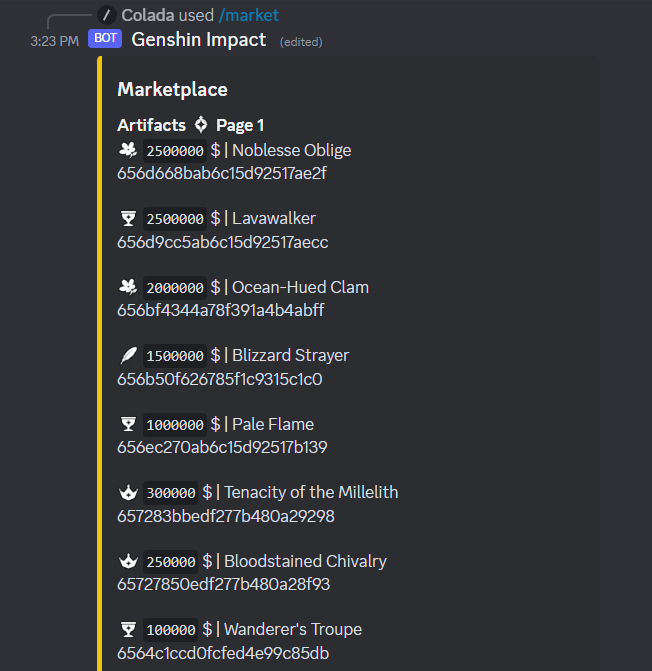 / Colada used /market
3:23 PM BOT Genshin Impact (edited)
Marketplace
Artifacts Page 1
2500000 $ | Noblesse Oblige
656d668bab6c15d92517ae2f
2500000 $ | Lavawalker
656d9cc5ab6c15d92517aecc
2000000 $ | Ocean-Hued Clam
656bf4344a78f391a4b4abff
1500000 $ | Blizzard Strayer
656b50f626785f1c9315c1c0
1000000 $ | Pale Flame
656ec270ab6c15d92517b139
300000 $ | Tenacity of the Millelith
657283bbedf277b480a29298
250000 $ | Bloodstained Chivalry
65727850edf277b480a28f93
100000 $ | Wanderer's Troupe
6564c1ccd0fcfed4e99c85db